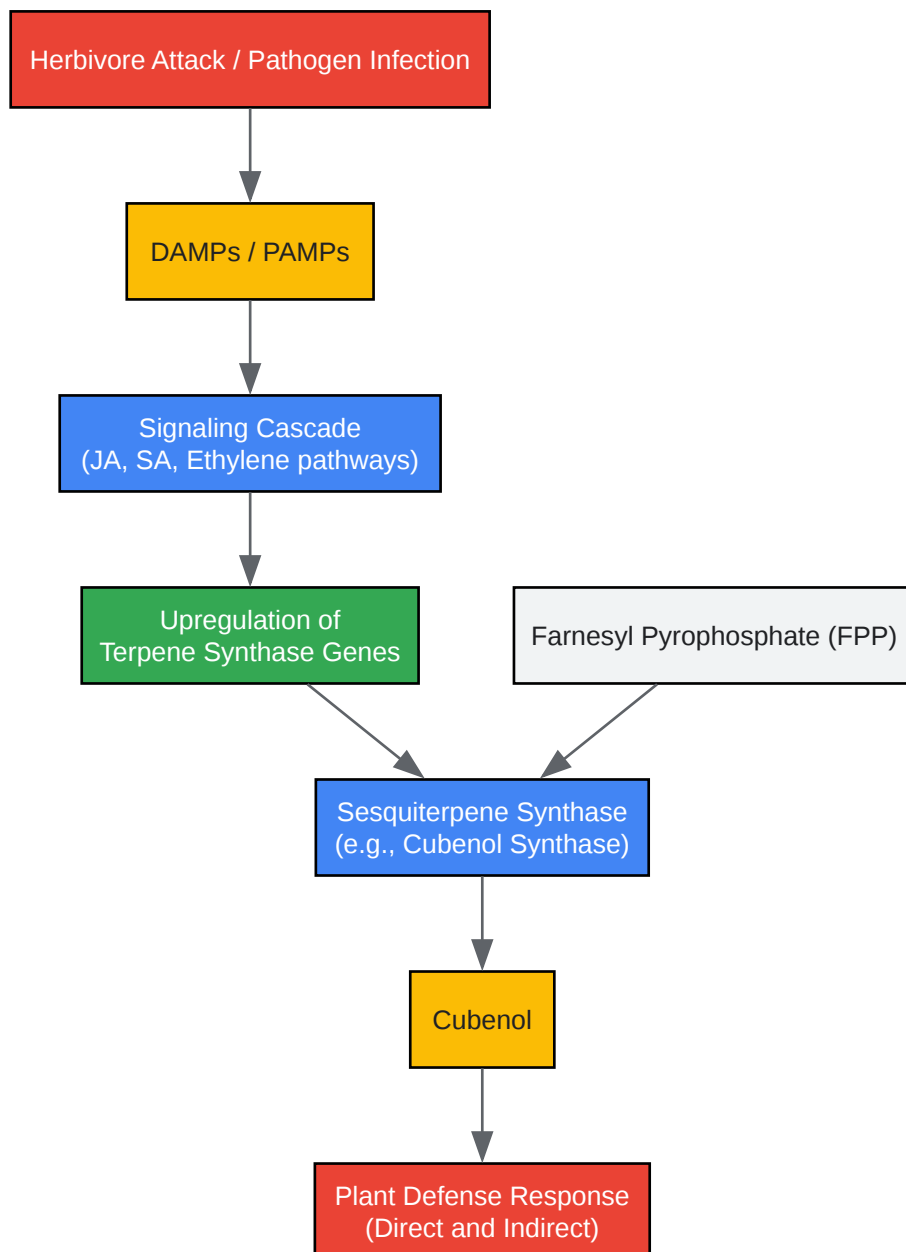 Herbivore Attack / Pathogen Infection
DAMPs / PAMPs
Signaling Cascade
(JA, SA, Ethylene pathways)
Upregulation of
Terpene Synthase Genes
Farnesyl Pyrophosphate (FPP)
Sesquiterpene Synthase
(e.g., Cubenol Synthase)
Cubenol
Plant Defense Response
(Direct and Indirect)